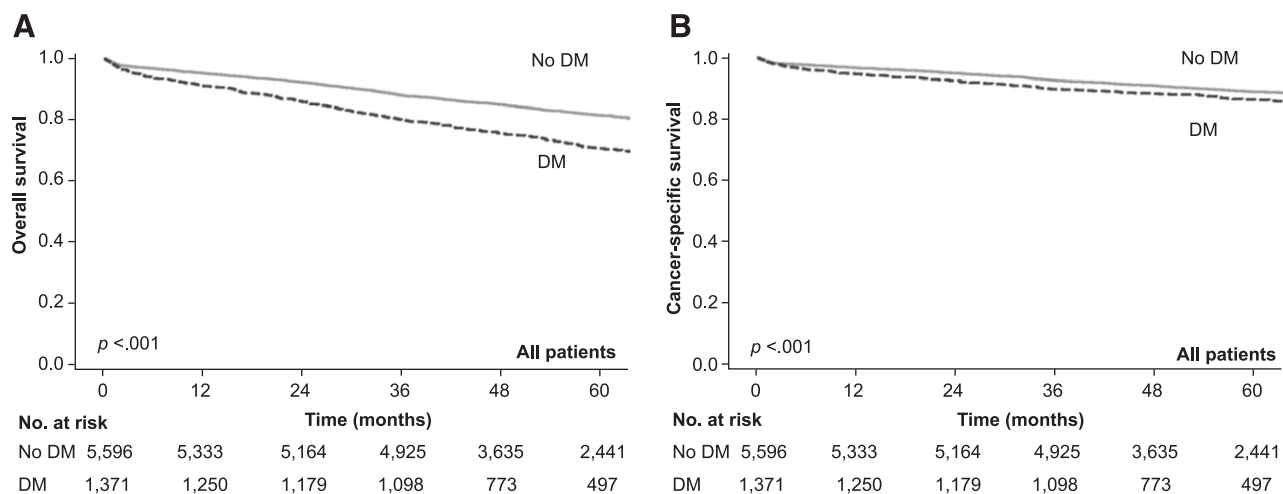 A
Overall survival
1.0
0.8
0.6
0.4
0.2
0.0
No DM
DM
p <.001
All patients
0 12 24 36 48 60
Time (months)
No. at risk
No DM 5,596 5,333 5,164 4,925 3,635 2,441
DM 1,371 1,250 1,179 1,098 773 497
B
Cancer-specific survival
1.0
0.8
0.6
0.4
0.2
0.0
No DM
DM
p <.001
All patients
0 12 24 36 48 60
Time (months)
No. at risk
No DM 5,596 5,333 5,164 4,925 3,635 2,441
DM 1,371 1,250 1,179 1,098 773 497